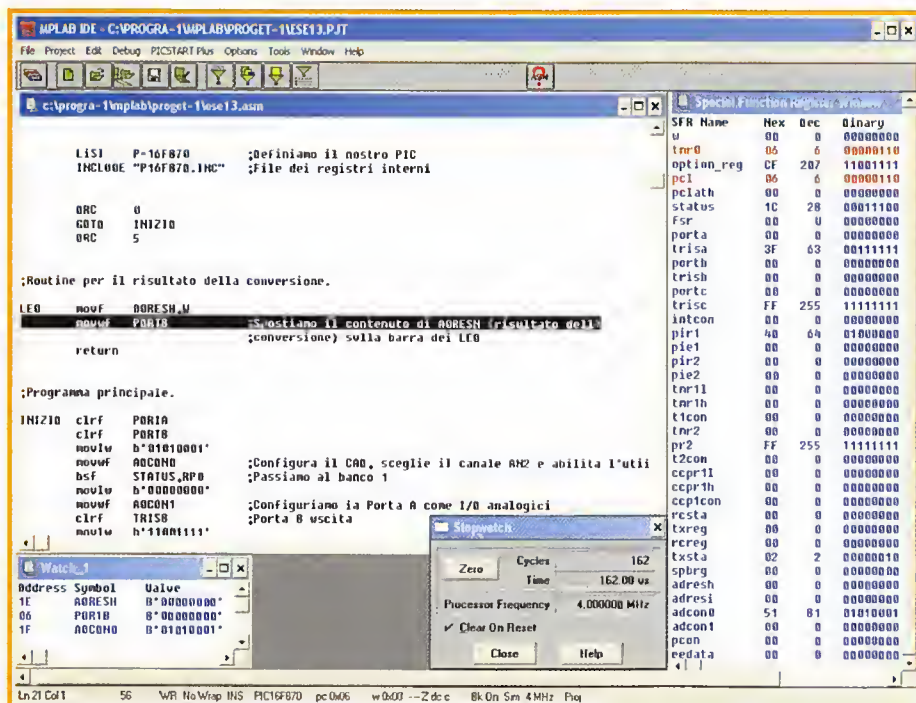 MPLAB IDE - C:\PROGRA~1\MPLAB\PROGET~1\ESE13.PJT
File Project Edit Debug PICSTART Plus Options Tools Window Help
c:\progra~1\mplab\proget~1\ese13.asm
LIST P=16F870 ;Definiamo il nostro PIC
INCLUDE "P16F870.INC" ;File dei registri interni
ORG 0
GOTO INIZIO
ORG 5
;Routine per il risultato della conversione.
LED movf ADRESH,W
movwf PORTB ;Spostiamo il contenuto di ADRESH (risultato dell
;conversione) sulla barra dei LED
return
;Programma principale.
INIZIO clrf PORTA
clrf PORTB
movlw b'01010001'
movwf ADCON0 ;Configura il CAD, sceglie il canale AN2 e abilita l'util
bsf STATUS,RP0 ;Passiamo al banco 1
movlw b'00000000'
movwf ADCON1 ;Configuriamo la Porta A come I/O analogici
clrf TRISB ;Porta B uscita
movlw b'11001111'
Special Function Register Window
SFR Name Hex Dec Binary
w 00 0 00000000
tmr0 06 6 00000110
option_reg CF 207 11001111
pcl 06 6 00000110
pclath 00 0 00000000
status 1C 28 00011100
fsr 00 0 00000000
porta 00 0 00000000
trisa 3F 63 00111111
portb 00 0 00000000
trisb 00 0 00000000
portc 00 0 00000000
trisc FF 255 11111111
intcon 00 0 00000000
pir1 40 64 01000000
pie1 00 0 00000000
pir2 00 0 00000000
pie2 00 0 00000000
tmr1l 00 0 00000000
tmr1h 00 0 00000000
t1con 00 0 00000000
tmr2 00 0 00000000
pr2 FF 255 11111111
t2con 00 0 00000000
ccpr1l 00 0 00000000
ccpr1h 00 0 00000000
ccp1con 00 0 00000000
rcsta 00 0 00000000
txreg 00 0 00000000
rcreg 00 0 00000000
txsta 02 2 00000010
spbrg 00 0 00000000
adresh 00 0 00000000
adresl 00 0 00000000
adcon0 51 81 01010001
adcon1 00 0 00000000
pcon 00 0 00000000
eedata 00 0 00000000
Watch_1
Address Symbol Value
1E ADRESH B'00000000'
06 PORTB B'00000000'
1F ADCON0 B'01010001'
Stopwatch
Zero
Cycles 162
Time 162.00 us
Processor Frequency 4.000000 MHz
Clear On Reset
Close Help
Ln 21 Col 1 56 WR No Wrap INS PIC16F870 pc:0x06 w:0x00 --Z dc c Bk On Sim 4 MHz Proj